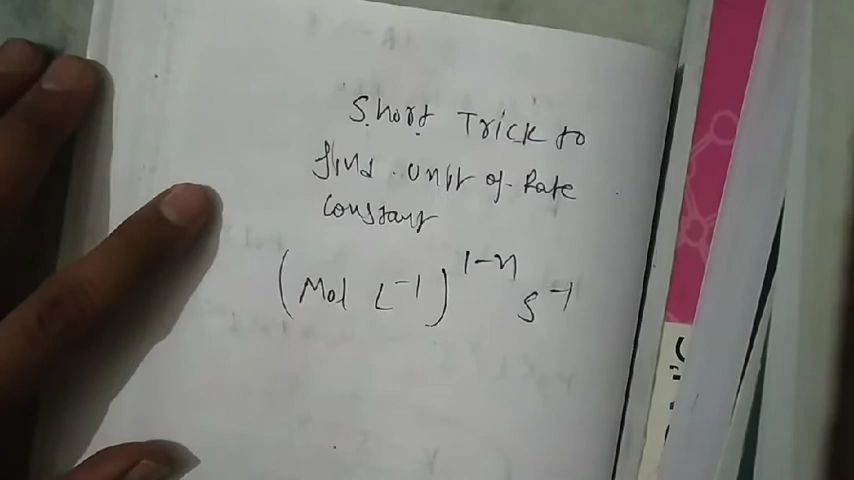 Short Trick to
find unit of Rate
constant
(Mol L⁻¹)¹⁻ⁿ S⁻¹